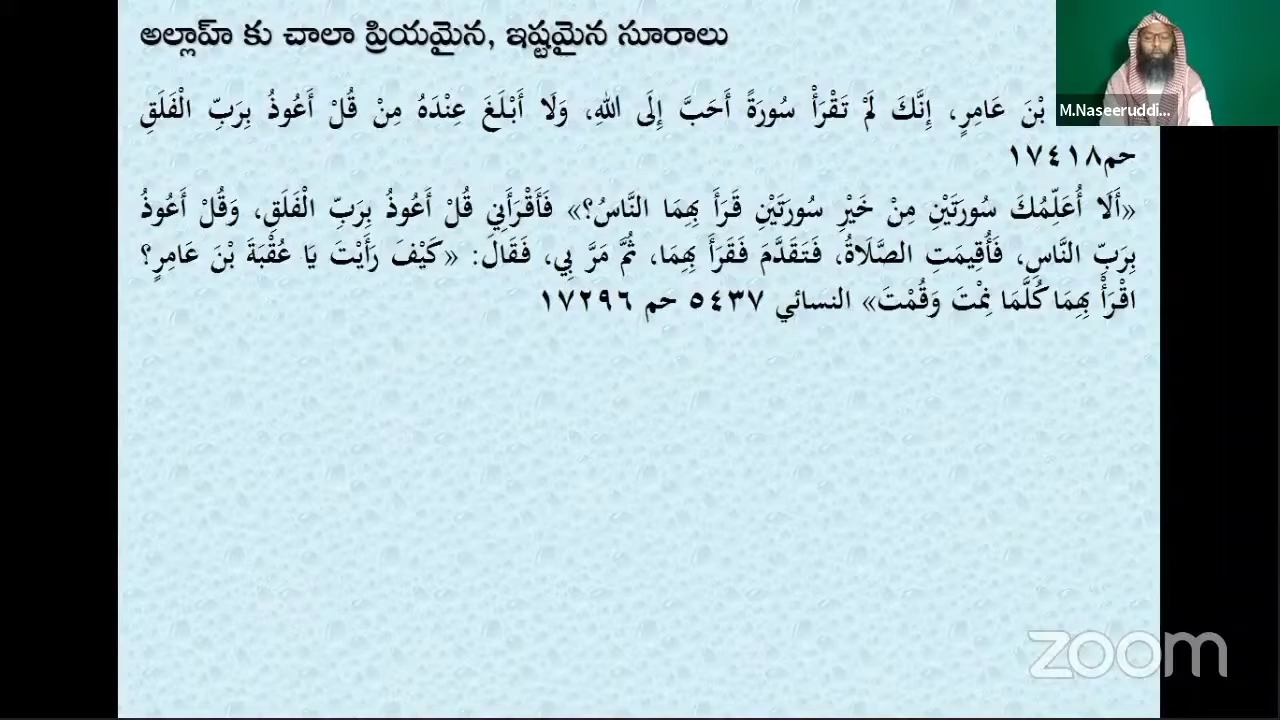 అల్లాహ్ కు చాలా ప్రియమైన, ఇష్టమైన సూరాలు
M.Naseeruddi...
بْنَ عَامِرٍ، إِنَّكَ لَمْ تَقْرَأْ سُورَةً أَحَبَّ إِلَى اللهِ، وَلَا أَبْلَغَ عِنْدَهُ مِنْ قُلْ أَعُوذُ بِرَبِّ الْفَلَقِ
حم١٧٤١٨
«أَلَا أُعَلِّمُكَ سُورَتَيْنِ مِنْ خَيْرِ سُورَتَيْنِ قَرَأَ بِهِمَا النَّاسُ؟» فَأَقْرَأَنِي قُلْ أَعُوذُ بِرَبِّ الْفَلَقِ، وَقُلْ أَعُوذُ
بِرَبِّ النَّاسِ، فَأُقِيمَتِ الصَّلَاةُ، فَتَقَدَّمَ فَقَرَأَ بِهِمَا، ثُمَّ مَرَّ بِي، فَقَالَ: «كَيْفَ رَأَيْتَ يَا عُقْبَةَ بْنَ عَامِرٍ؟
اقْرَأْ بِهِمَا كُلَّمَا نِمْتَ وَقُمْتَ» النسائي ٥٤٣٧ حم ١٧٢٩٦
zoom